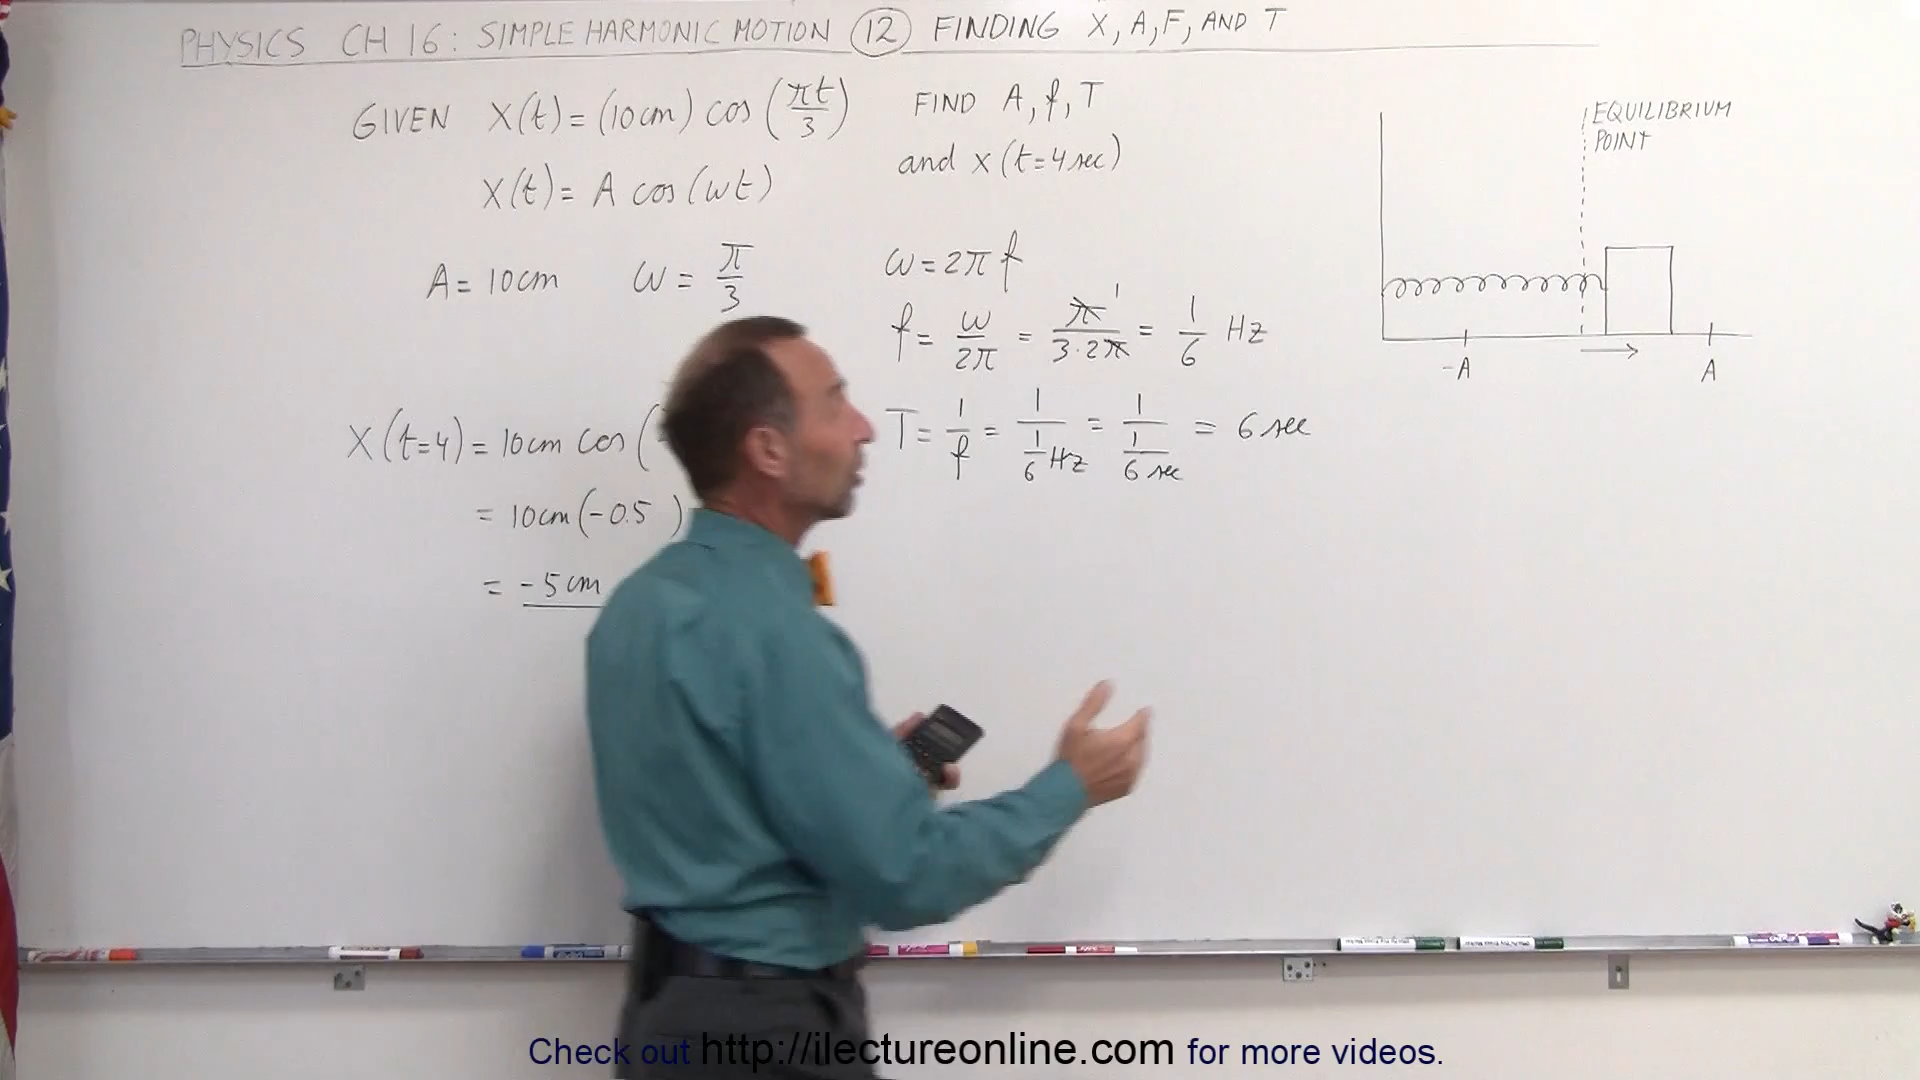 PHYSICS CH 16: SIMPLE HARMONIC MOTION 12 FINDING X, A, F, AND T
GIVEN X(t) = (10cm) cos (πt/3)
X(t) = A cos(ωt)
FIND A, f, T
and x (t=4 sec)
A = 10cm ω = π/3
ω = 2π f
f = ω/2π = π/3·2π 1 = 1/6 Hz
T = 1/f = 1/(1/6 Hz) = 1/(1/6 sec) = 6 sec
X(t=4) = 10cm cos (
= 10cm (-0.5 )
= -5cm
EQUILIBRIUM
POINT
-A A
Check out http://ilectureonline.com for more videos.